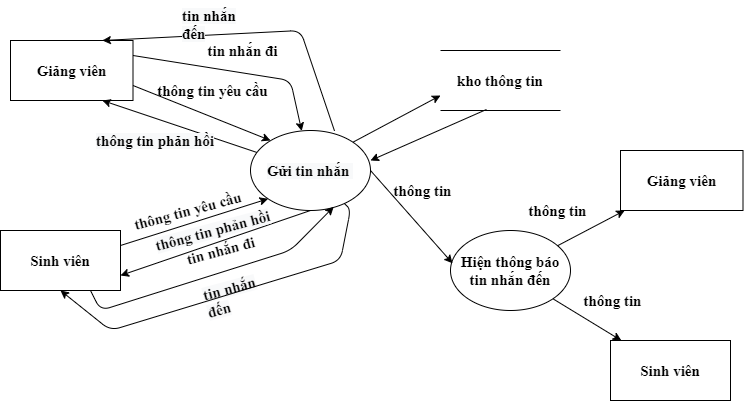 tin nhắn
đến
tin nhắn đi
Giảng viên
thông tin yêu cầu
kho thông tin
thông tin phản hồi
Gửi tin nhắn
thông tin
Giảng viên
thông tin yêu cầu
thông tin phản hồi
tin nhắn đi
thông tin
Sinh viên
Hiện thông báo
tin nhắn đến
tin nhắn
đến
thông tin
Sinh viên